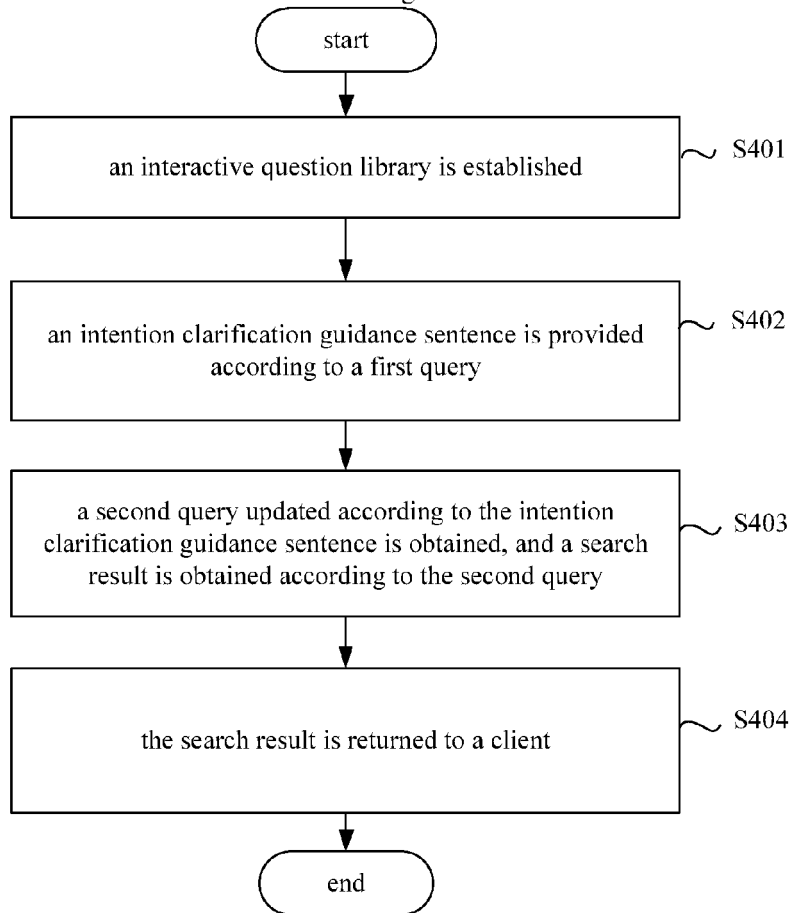 start
an interactive question library is established
S401
an intention clarification guidance sentence is provided
according to a first query
S402
a second query updated according to the intention
clarification guidance sentence is obtained, and a search
result is obtained according to the second query
S403
the search result is returned to a client
S404
end